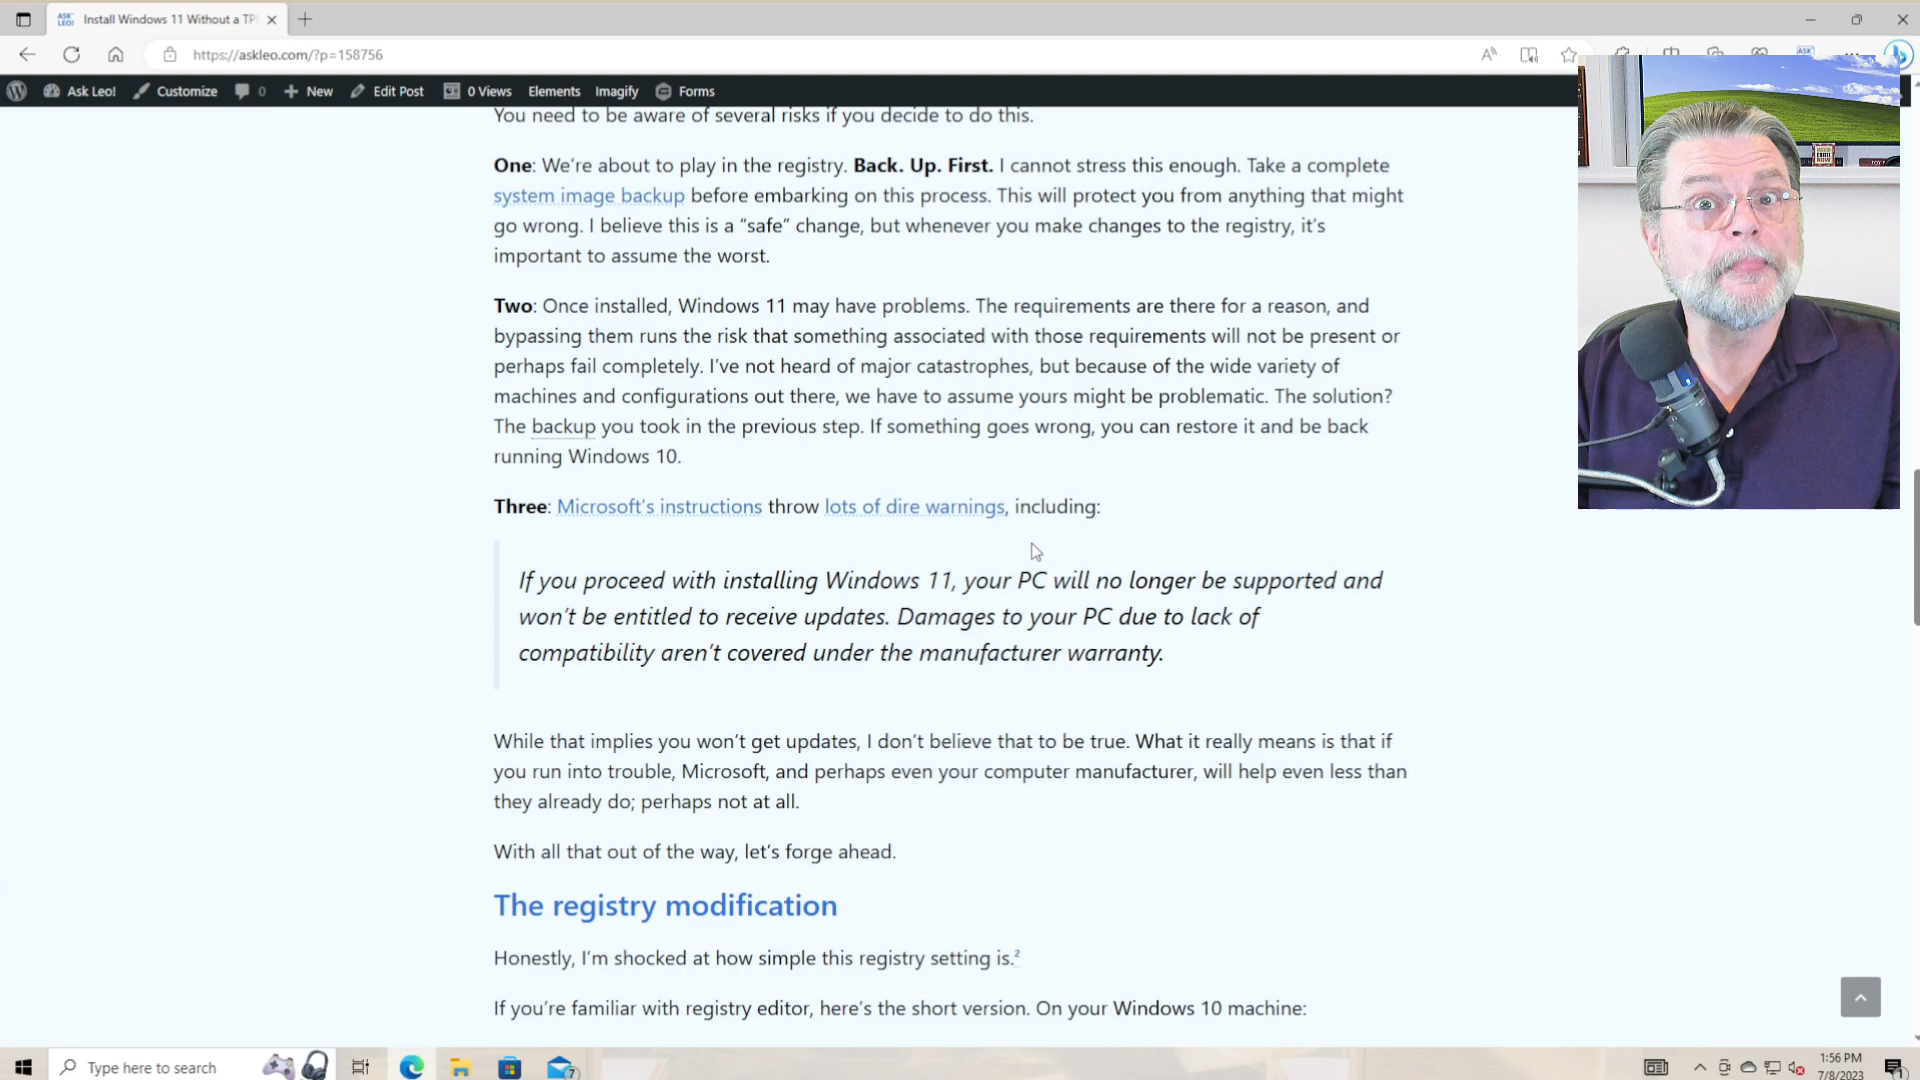 ASK LEO! Install Windows 11 Without a TP
https://askleo.com/?p=158756
ASK
Ask Leo! Customize 0 New Edit Post 0 Views Elements Imagify Forms
You need to be aware of several risks if you decide to do this.
One: We’re about to play in the registry. Back. Up. First. I cannot stress this enough. Take a complete
system image backup before embarking on this process. This will protect you from anything that might
go wrong. I believe this is a “safe” change, but whenever you make changes to the registry, it’s
important to assume the worst.
Two: Once installed, Windows 11 may have problems. The requirements are there for a reason, and
bypassing them runs the risk that something associated with those requirements will not be present or
perhaps fail completely. I’ve not heard of major catastrophes, but because of the wide variety of
machines and configurations out there, we have to assume yours might be problematic. The solution?
The backup you took in the previous step. If something goes wrong, you can restore it and be back
running Windows 10.
Three: Microsoft’s instructions throw lots of dire warnings, including:
If you proceed with installing Windows 11, your PC will no longer be supported and
won’t be entitled to receive updates. Damages to your PC due to lack of
compatibility aren’t covered under the manufacturer warranty.
While that implies you won’t get updates, I don’t believe that to be true. What it really means is that if
you run into trouble, Microsoft, and perhaps even your computer manufacturer, will help even less than
they already do; perhaps not at all.
With all that out of the way, let’s forge ahead.
The registry modification
Honestly, I’m shocked at how simple this registry setting is.2
If you’re familiar with registry editor, here’s the short version. On your Windows 10 machine:
Type here to search
7
1:56 PM
7/8/2023
1